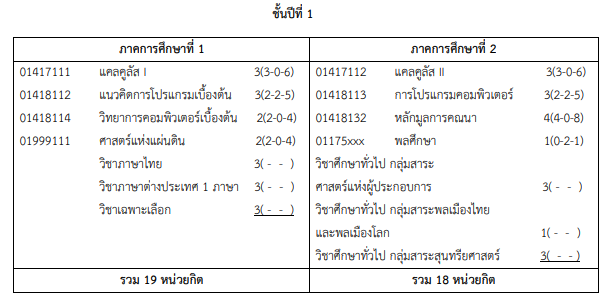 ชั้นปีที่ 1
ภาคการศึกษาที่ 1
01417111 แคลคูลัส I 3(3-0-6)
01418112 แนวคิดการโปรแกรมเบื้องต้น 3(2-2-5)
01418114 วิทยาการคอมพิวเตอร์เบื้องต้น 2(2-0-4)
01999111 ศาสตร์แห่งแผ่นดิน 2(2-0-4)
วิชาภาษาไทย 3( - - )
วิชาภาษาต่างประเทศ 1 ภาษา 3( - - )
วิชาเฉพาะเลือก 3( - - )
รวม 19 หน่วยกิต
ภาคการศึกษาที่ 2
01417112 แคลคูลัส II 3(3-0-6)
01418113 การโปรแกรมคอมพิวเตอร์ 3(2-2-5)
01418132 หลักมูลการคณนา 4(4-0-8)
01175xxx พลศึกษา 1(0-2-1)
วิชาศึกษาทั่วไป กลุ่มสาระ
ศาสตร์แห่งผู้ประกอบการ 3( - - )
วิชาศึกษาทั่วไป กลุ่มสาระพลเมืองไทย
และพลเมืองโลก 1( - - )
วิชาศึกษาทั่วไป กลุ่มสาระสุนทรียศาสตร์ 3( - - )
รวม 18 หน่วยกิต